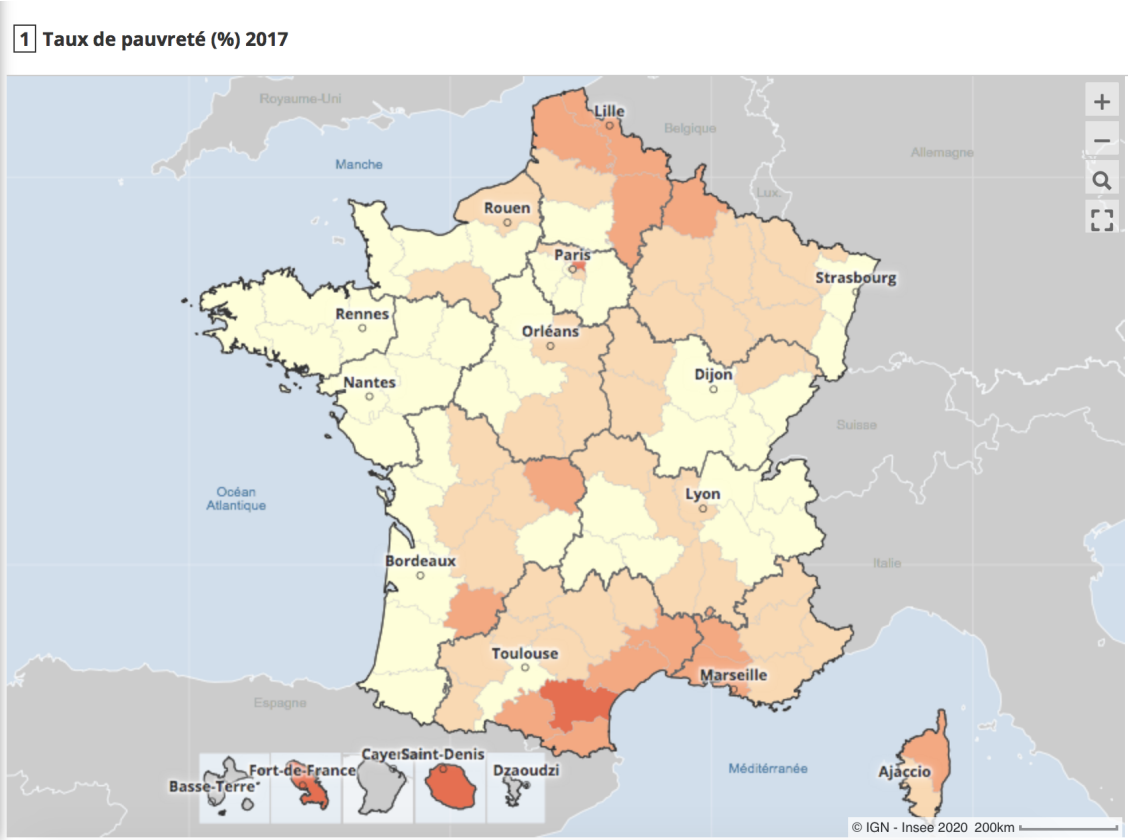 1 Taux de pauvreté (%) 2017
Royaume-Uni
Lille
Belgique
Allemagne
Manche
Lux.
Rouen
Paris
Strasbourg
Rennes
Orléans
Dijon
Nantes
Suisse
Océan
Atlantique
Lyon
Bordeaux
Italie
Toulouse
Marseille
Espagne
Saint-Denis
Fort-de-France
Dzaoudzi
Basse-Terre
Méditérranée
Ajaccio
© IGN - Insee 2020 200km